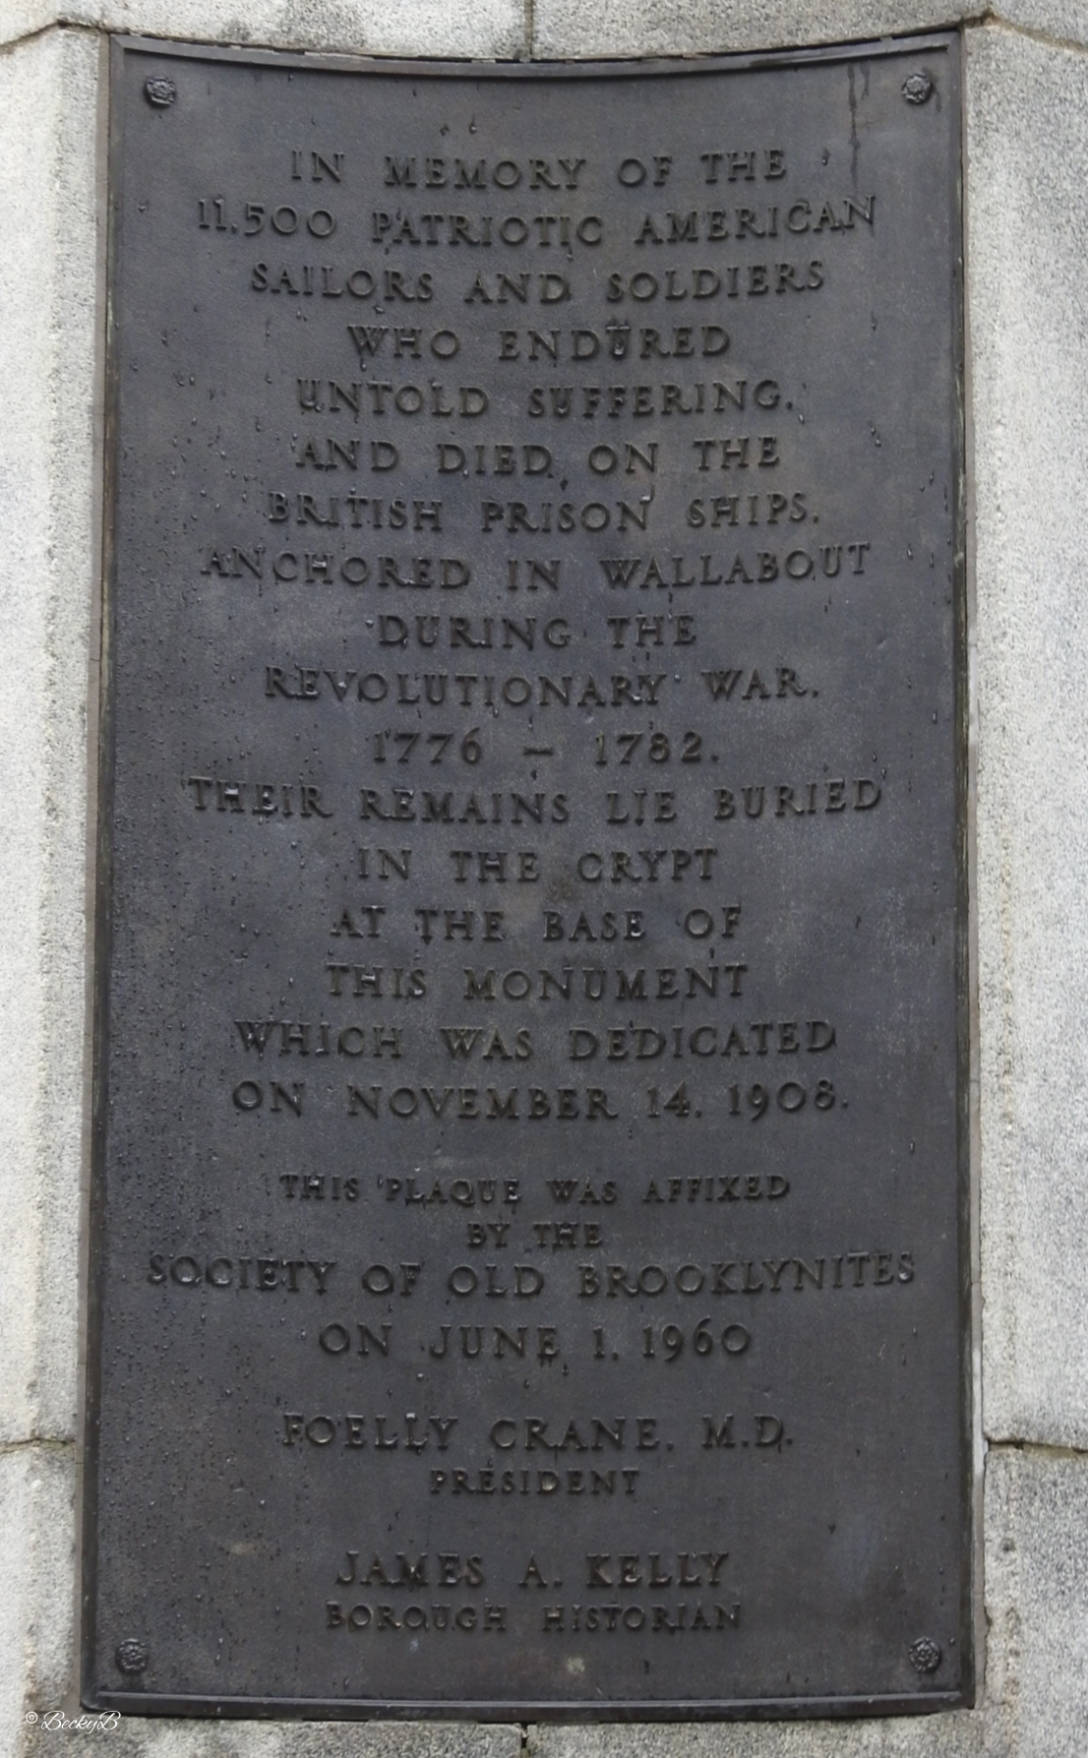 IN MEMORY OF THE
11,500 PATRIOTIC AMERICAN
SAILORS AND SOLDIERS
WHO ENDURED
UNTOLD SUFFERING,
AND DIED ON THE
BRITISH PRISON SHIPS,
ANCHORED IN WALLABOUT
DURING THE
REVOLUTIONARY WAR,
1776 – 1782.
THEIR REMAINS LIE BURIED
IN THE CRYPT
AT THE BASE OF
THIS MONUMENT
WHICH WAS DEDICATED
ON NOVEMBER 14, 1908.
THIS PLAQUE WAS AFFIXED
BY THE
SOCIETY OF OLD BROOKLYNITES
ON JUNE 1, 1960
FOELLY CRANE, M.D.
PRESIDENT
JAMES A. KELLY
BOROUGH HISTORIAN
© BeckyB